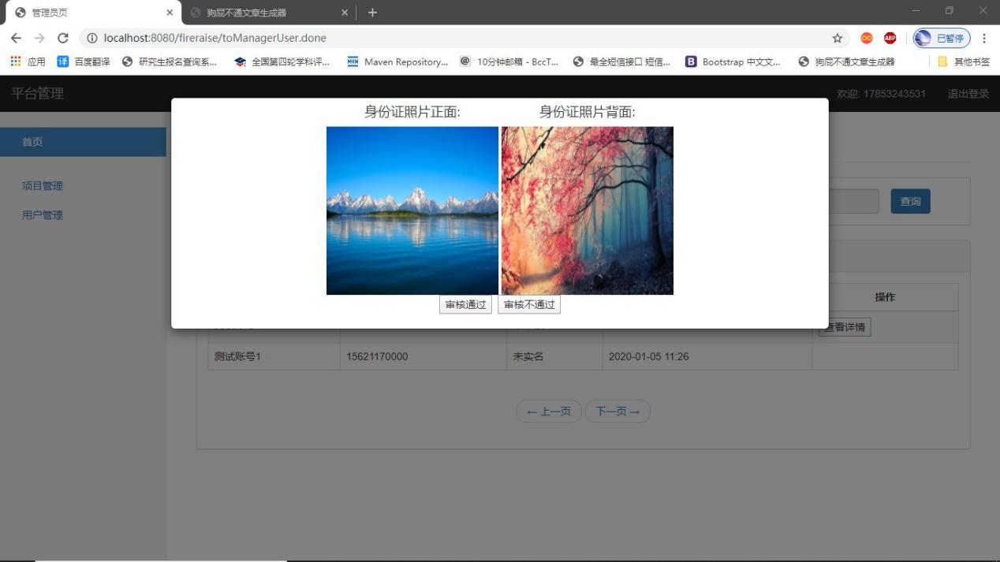 管理员页
狗屁不通文章生成器
localhost:8080/fireraise/toManagerUser.done
ABP
已暂停
应用
译 百度翻译
研究生报名查询系...
全国第四轮学科评...
MVN Maven Repository...
@ 10分钟邮箱 - BccT...
最全短信接口 短信...
B Bootstrap 中文文...
狗屁不通文章生成器
其他书签
平台管理
欢迎: 17853243531
退出登录
首页
项目管理
用户管理
身份证照片正面:
身份证照片背面:
审核通过
审核不通过
查询
操作
查看详情
测试账号1 15621170000 未实名 2020-01-05 11:26
← 上一页
下一页 →